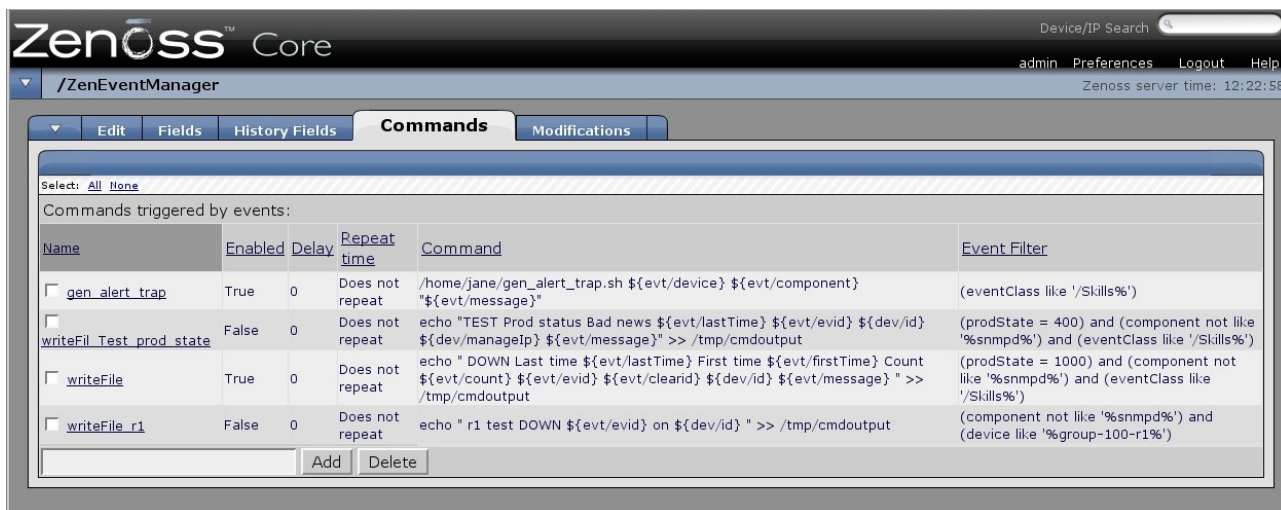 Zenoss™ Core
Device/IP Search
admin Preferences Logout Help
/ZenEventManager
Zenoss server time: 12:22:58
Edit Fields History Fields Commands Modifications
Select: All None
Commands triggered by events:
Name Enabled Delay Repeat time Command Event Filter
gen_alert_trap True 0 Does not repeat
/home/jane/gen_alert_trap.sh ${evt/device} ${evt/component}
"${evt/message}"
(eventClass like '/Skills%')
writeFil_Test_prod_state False 0 Does not repeat
echo "TEST Prod status Bad news ${evt/lastTime} ${evt/evid} ${dev/id}
${dev/manageIp} ${evt/message}" >> /tmp/cmdoutput
(prodState = 400) and (component not like
'%snmpd%') and (eventClass like '/Skills%')
writeFile True 0 Does not repeat
echo " DOWN Last time ${evt/lastTime} First time ${evt/firstTime} Count
${evt/count} ${evt/evid} ${evt/clearid} ${dev/id} ${evt/message} " >>
/tmp/cmdoutput
(prodState = 1000) and (component not
like '%snmpd%') and (eventClass like
'/Skills%')
writeFile_r1 False 0 Does not repeat
echo " r1 test DOWN ${evt/evid} on ${dev/id} " >> /tmp/cmdoutput
(component not like '%snmpd%') and
(device like '%group-100-r1%')
Add Delete